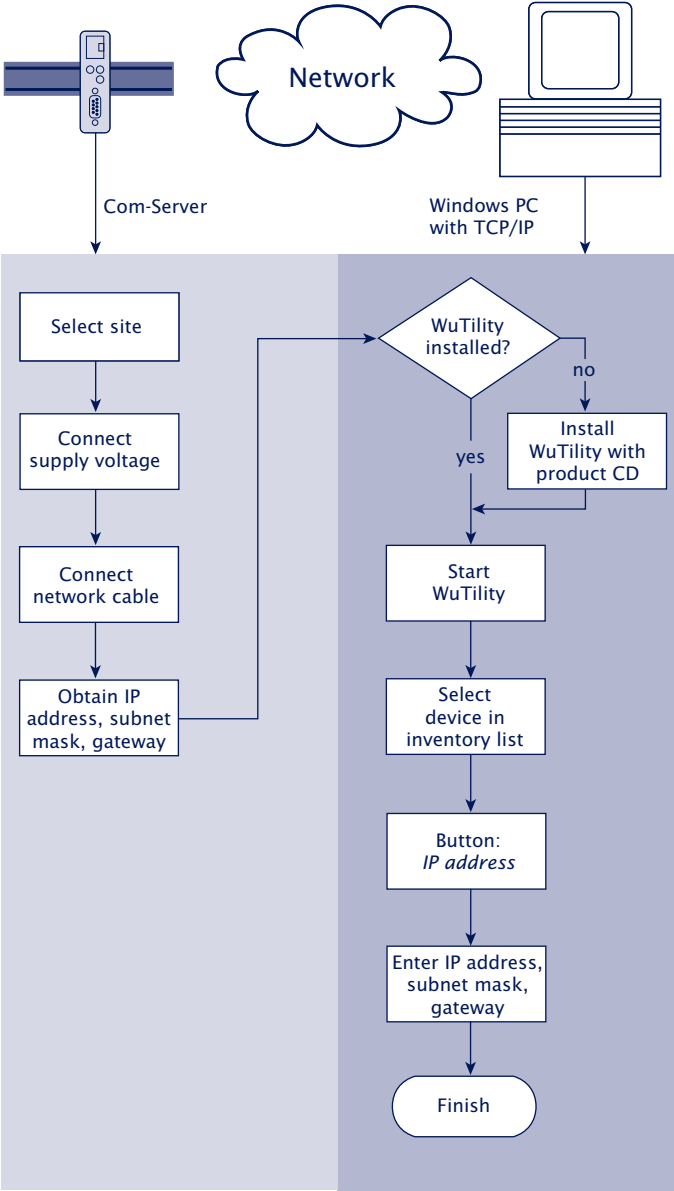 Network
Com-Server
Windows PC
with TCP/IP
Select site
Connect
supply voltage
Connect
network cable
Obtain IP
address, subnet
mask, gateway
WuTility
installed?
no
yes
Install
WuTility with
product CD
Start
WuTility
Select
device in
inventory list
Button:
IP address
Enter IP address,
subnet mask,
gateway
Finish